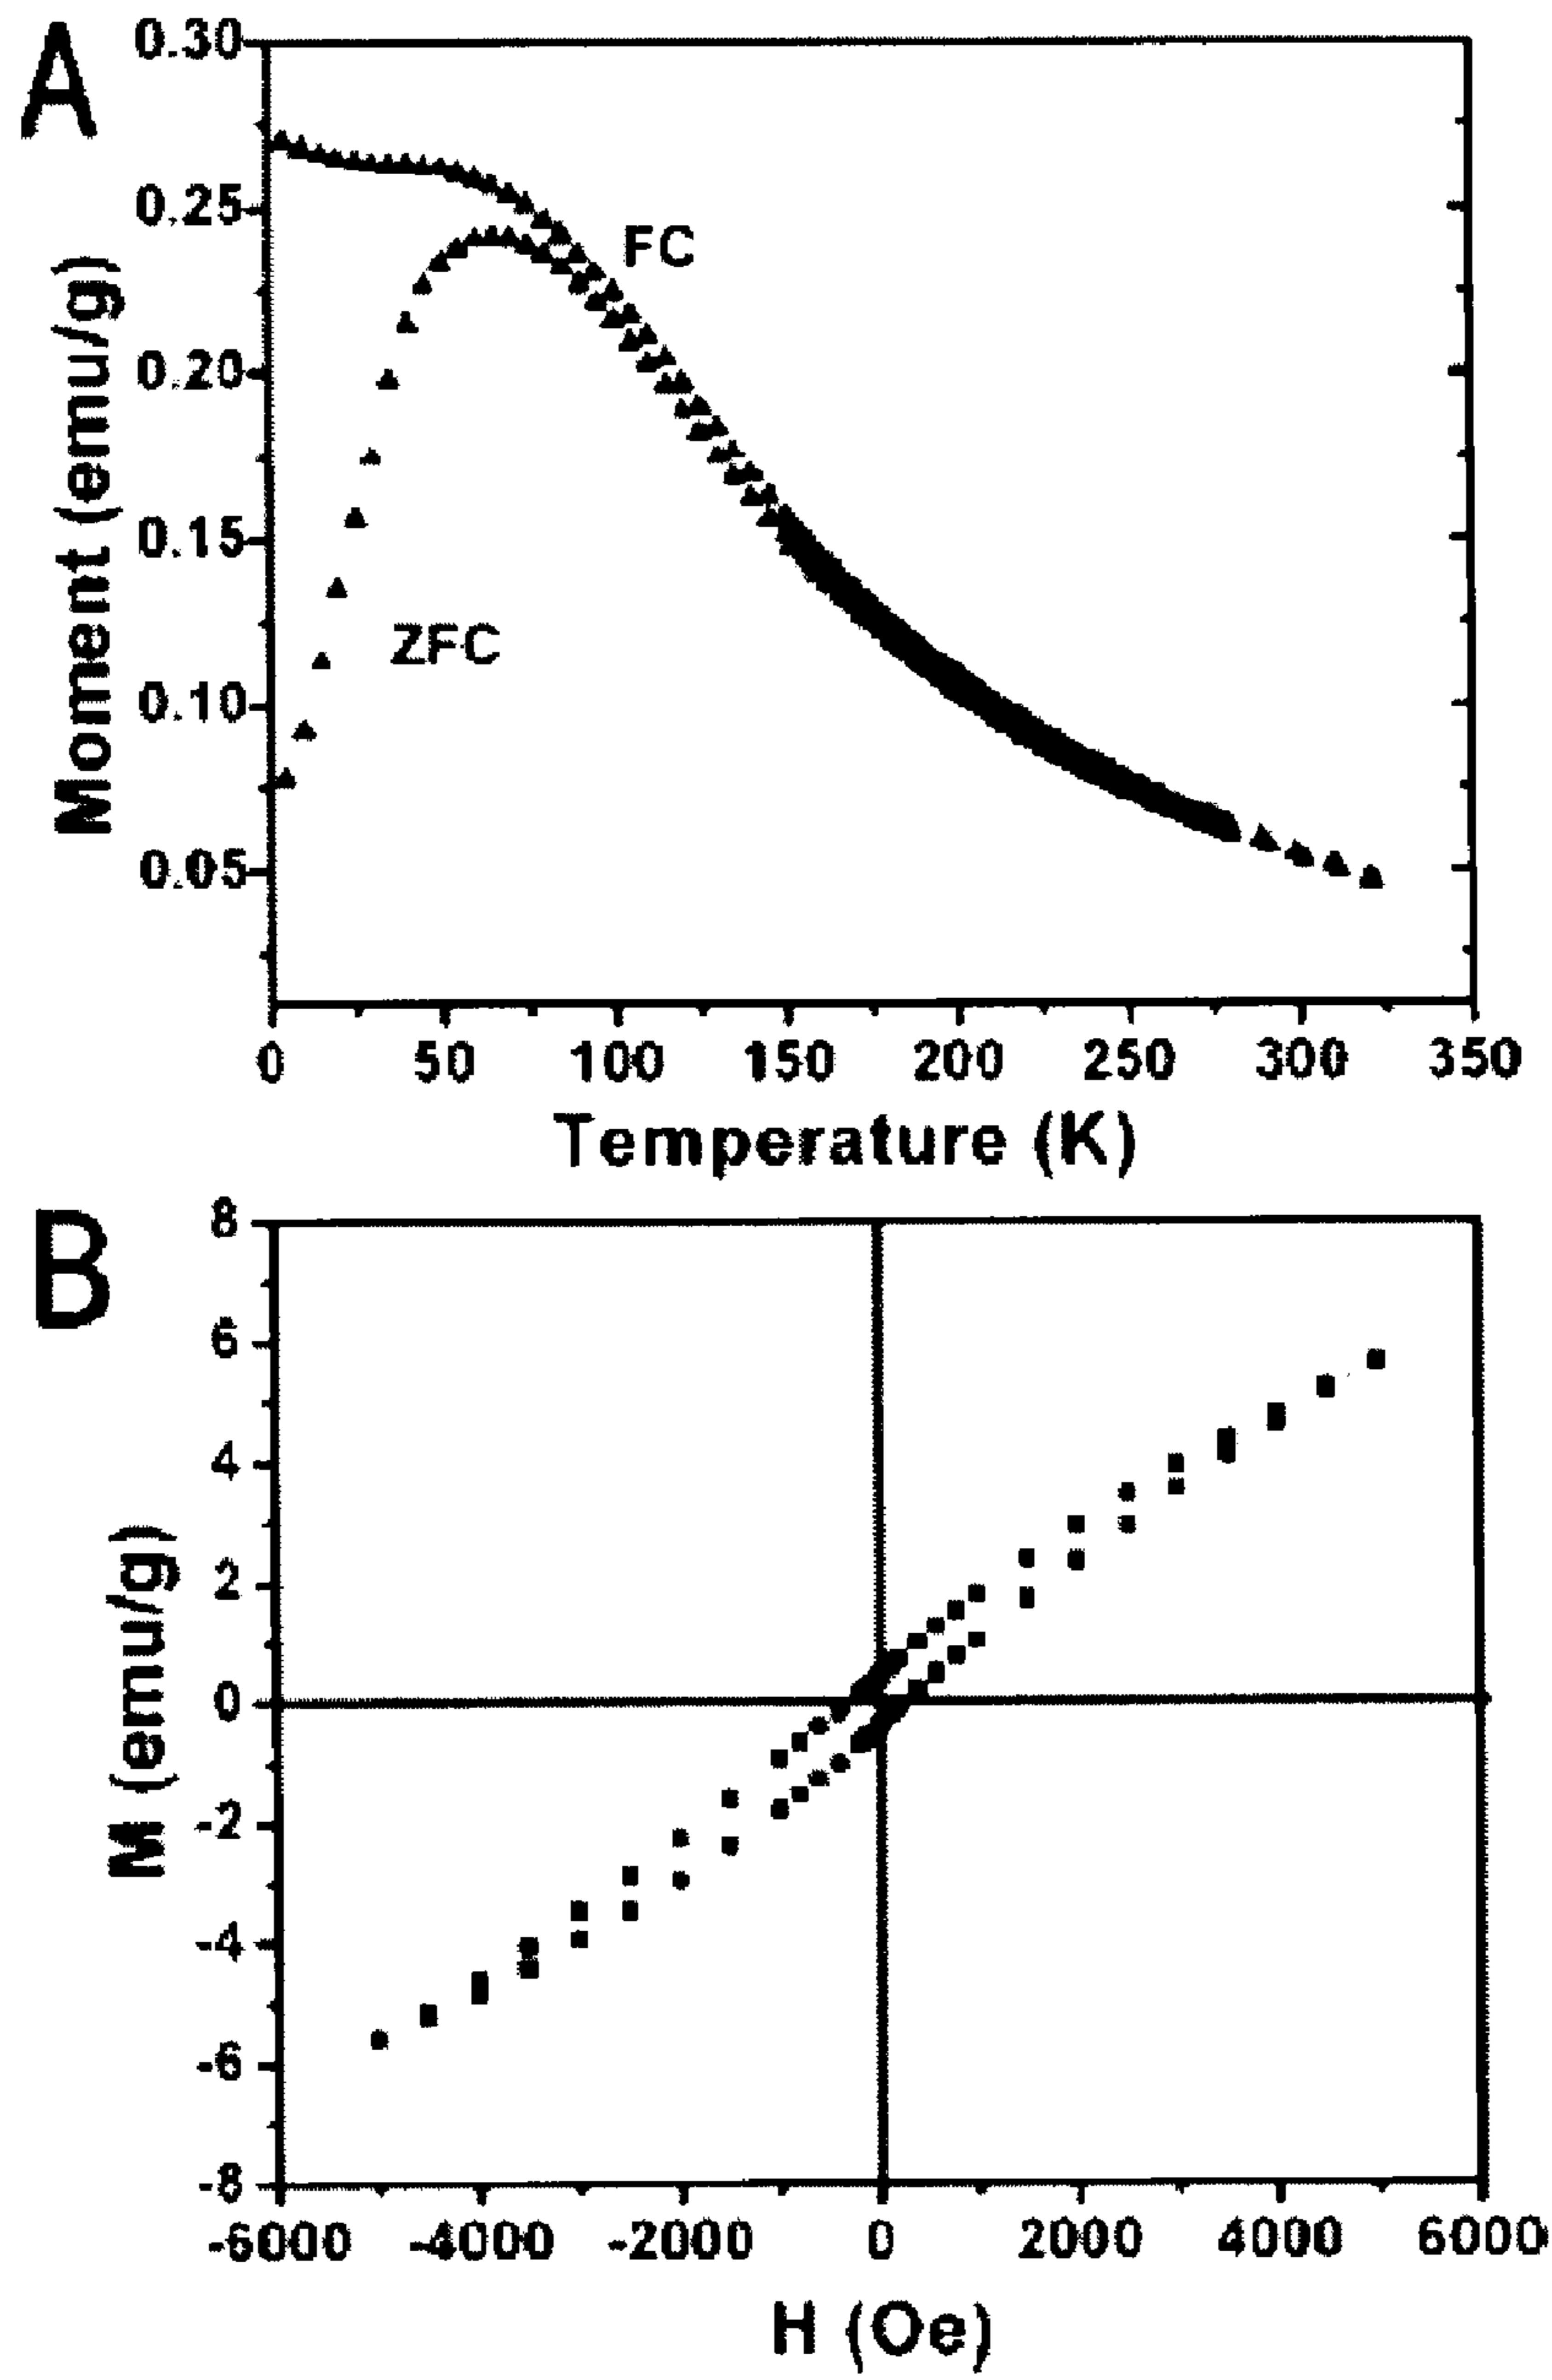 A
0.30
0.25
0.20
0.15
0.10
0.05
Moment (emu/g)
FC
ZFC
0 50 100 150 200 250 300 350
Temperature (K)
B
8
6
4
2
0
-2
-4
-6
-8
M (emu/g)
-6000 -4000 -2000 0 2000 4000 6000
H (Oe)